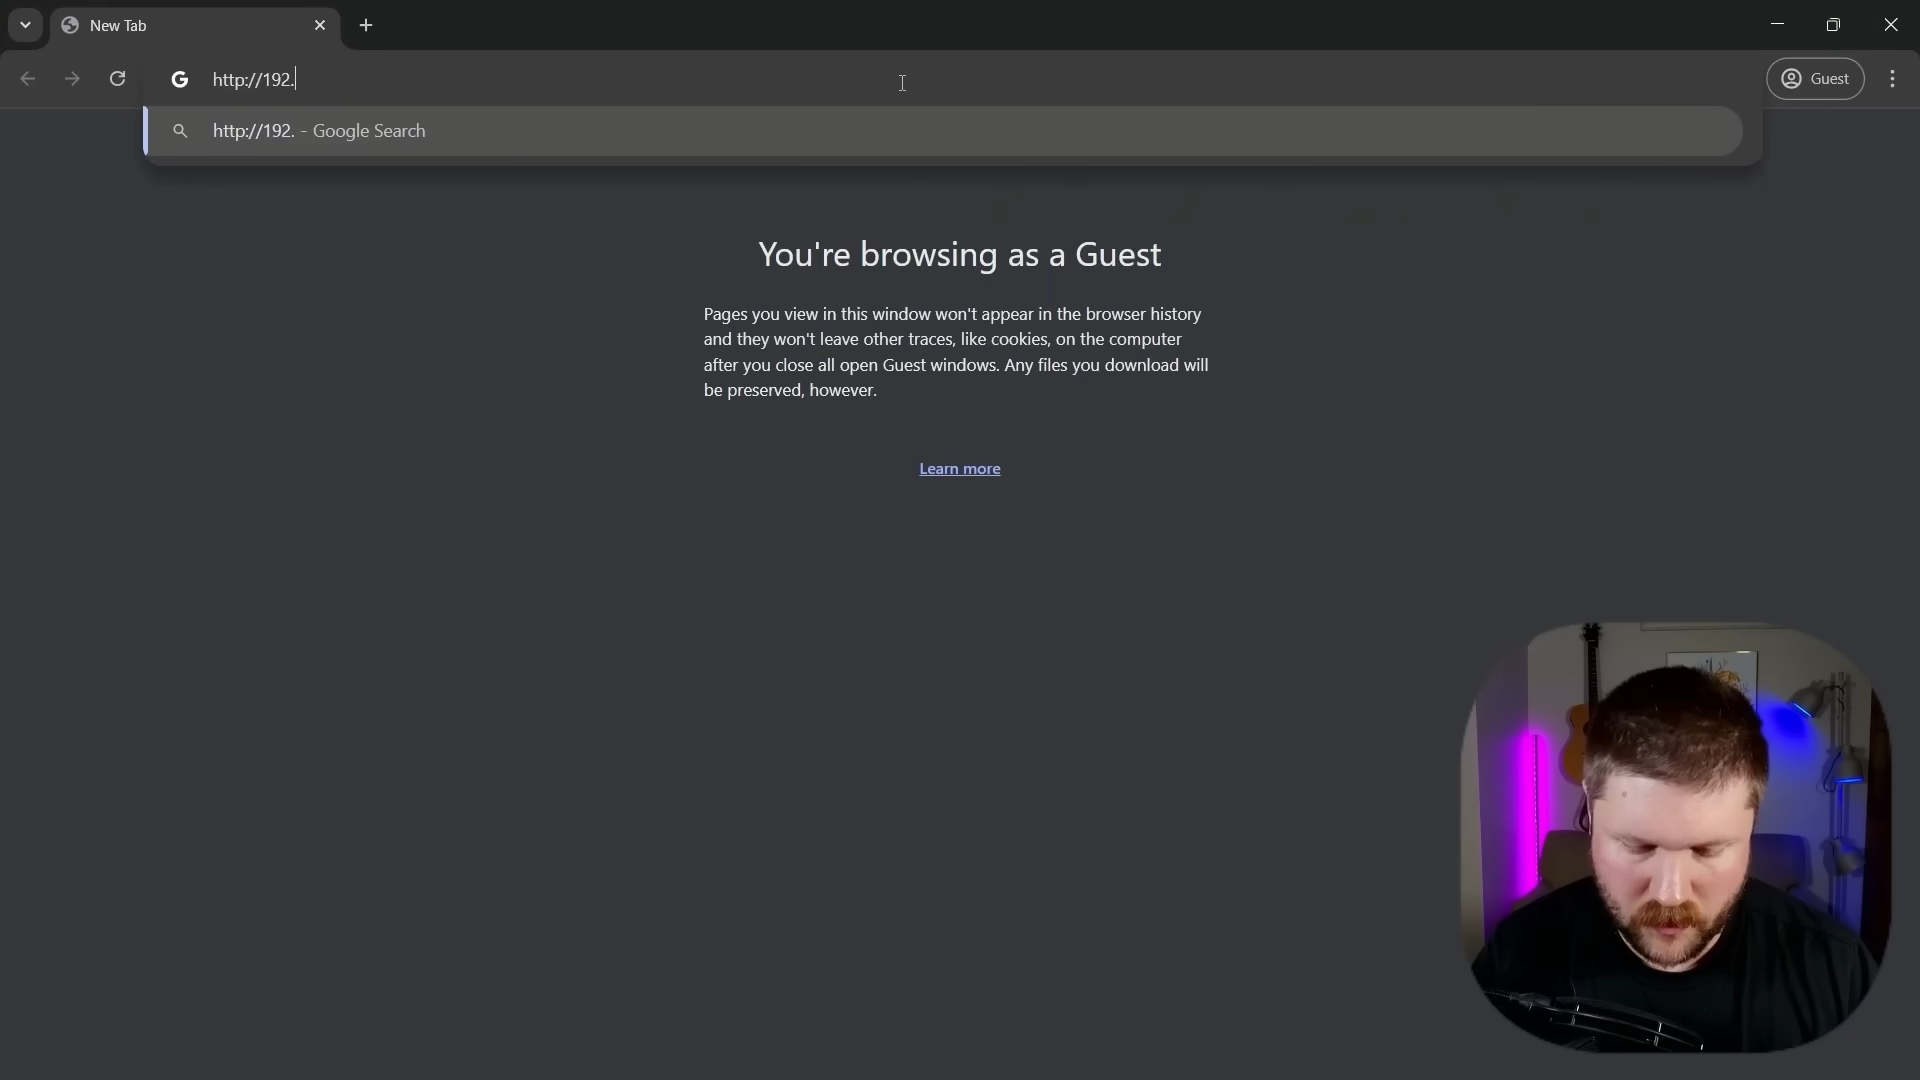 New Tab
http://192.
Guest
http://192. - Google Search
You're browsing as a Guest
Pages you view in this window won't appear in the browser history
and they won't leave other traces, like cookies, on the computer
after you close all open Guest windows. Any files you download will
be preserved, however.
Learn more